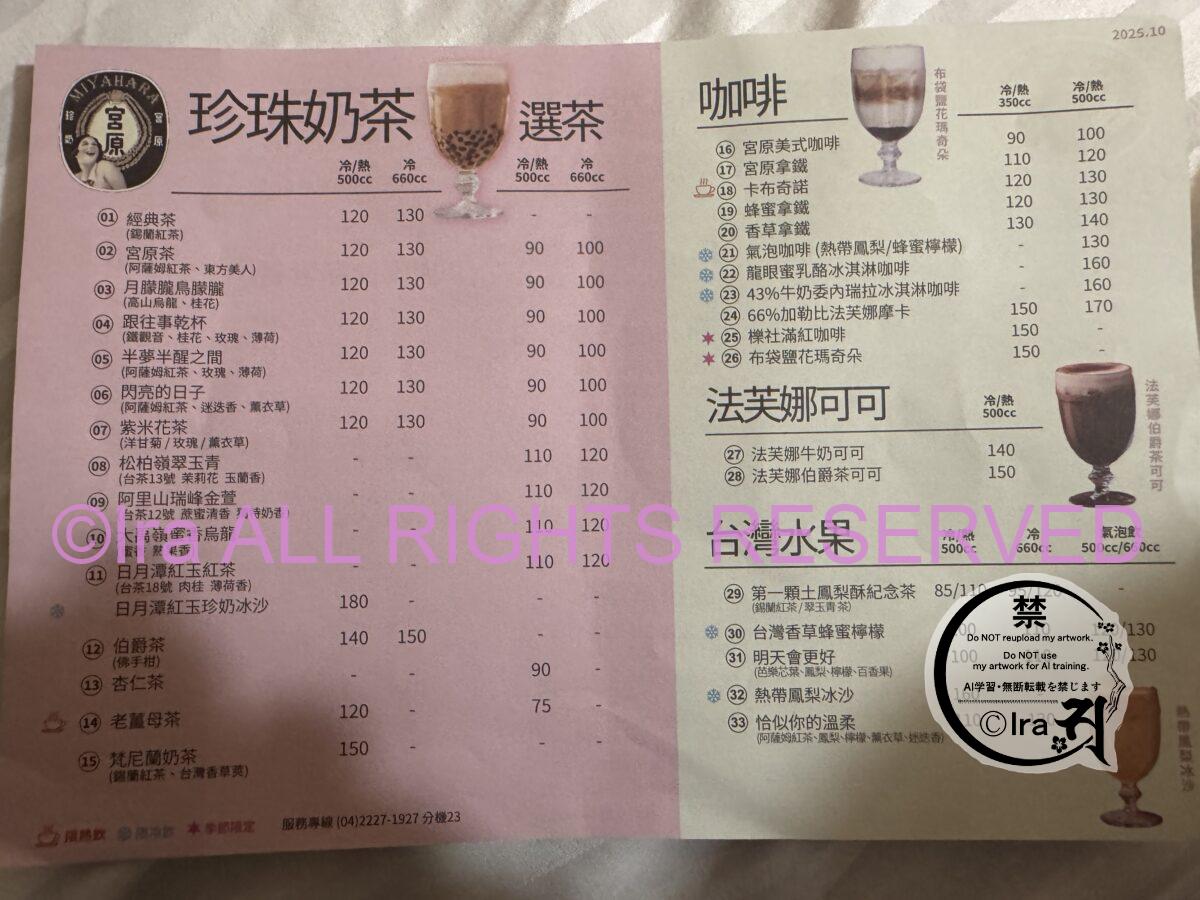 2025.10
MIYAHARA
宮原
珍奶
宮原
珍珠奶茶
冷/熱 500cc
冷 660cc
選茶
冷/熱 500cc
冷 660cc
01 經典茶 120 130 - -
(錫蘭紅茶)
02 宮原茶 120 130 90 100
(阿薩姆紅茶、東方美人)
03 月朦朧鳥朦朧 120 130 90 100
(高山烏龍、桂花)
04 跟往事乾杯 120 130 90 100
(鐵觀音、桂花、玫瑰、薄荷)
05 半夢半醒之間 120 130 90 100
(阿薩姆紅茶、玫瑰、薄荷)
06 閃亮的日子 120 130 90 100
(阿薩姆紅茶、迷迭香、薰衣草)
07 紫米花茶 120 130 90 100
(洋甘菊/玫瑰/薰衣草)
08 松柏嶺翠玉青 - - 110 120
(台茶13號 茉莉花 玉蘭香)
09 阿里山瑞峰金萱 - - 110 120
(台茶12號 蔗蜜清香
10 蜜香烏龍 - - 110 120
11 日月潭紅玉紅茶 - - 110 120
(台茶18號 肉桂 薄荷香)
日月潭紅玉珍奶冰沙 180 - - -
12 伯爵茶 140 150 - -
(佛手柑)
13 杏仁茶 - - 90 -
14 老薑母茶 120 - 75 -
15 梵尼蘭奶茶 150 - - -
(錫蘭紅茶、台灣香草莢)
限熱飲 限冷飲 季節限定
服務專線 (04)2227-1927 分機23
咖啡
布袋鹽花瑪奇朵
冷/熱 350cc
冷/熱 500cc
16 宮原美式咖啡 90 100
17 宮原拿鐵 110 120
18 卡布奇諾 120 130
19 蜂蜜拿鐵 120 130
20 香草拿鐵 130 140
21 氣泡咖啡 (熱帶鳳梨/蜂蜜檸檬) - 130
22 龍眼蜜乳酪冰淇淋咖啡 - 160
23 43%牛奶委內瑞拉冰淇淋咖啡 - 160
24 66%加勒比法芙娜摩卡 150 170
25 櫟社滿紅咖啡 150 -
26 布袋鹽花瑪奇朵 150 -
法芙娜可可
冷/熱 500cc
27 法芙娜牛奶可可 140
28 法芙娜伯爵茶可可 150
法芙娜伯爵茶可可
台灣水果
冷/熱 500cc
冷 660cc
氣泡飲 500cc/660cc
29 第一顆土鳳梨酥紀念茶 85/110 95/120 -
(錫蘭紅茶/翠玉青茶)
30 台灣香草蜂蜜檸檬 100 110 /130
31 明天會更好 100 /130
(芭樂芯葉、鳳梨、檸檬、百香果)
32 熱帶鳳梨冰沙 160
33 恰似你的溫柔
(阿薩姆紅茶、鳳梨、檸檬、薰衣草、迷迭香)
熱帶鳳梨冰沙
©Ira ALL RIGHTS RESERVED
禁
Do NOT reupload my artwork.
Do NOT use
my artwork for AI training.
AI学習・無断転載を禁じます
©Ira